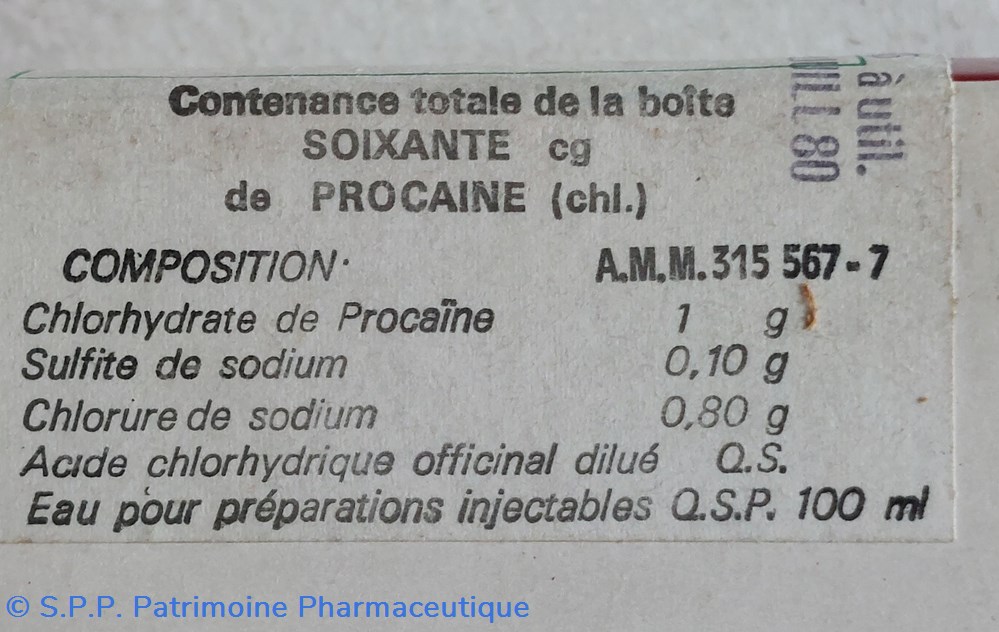 Contenance totale de la boîte
SOIXANTE cg
de PROCAINE (chl.)
à util.
80
COMPOSITION.
A.M.M. 315 567-7
Chlorhydrate de Procaïne 1 g
Sulfite de sodium 0,10 g
Chlorure de sodium 0,80 g
Acide chlorhydrique officinal dilué Q.S.
Eau pour préparations injectables Q.S.P. 100 ml
© S.P.P. Patrimoine Pharmaceutique